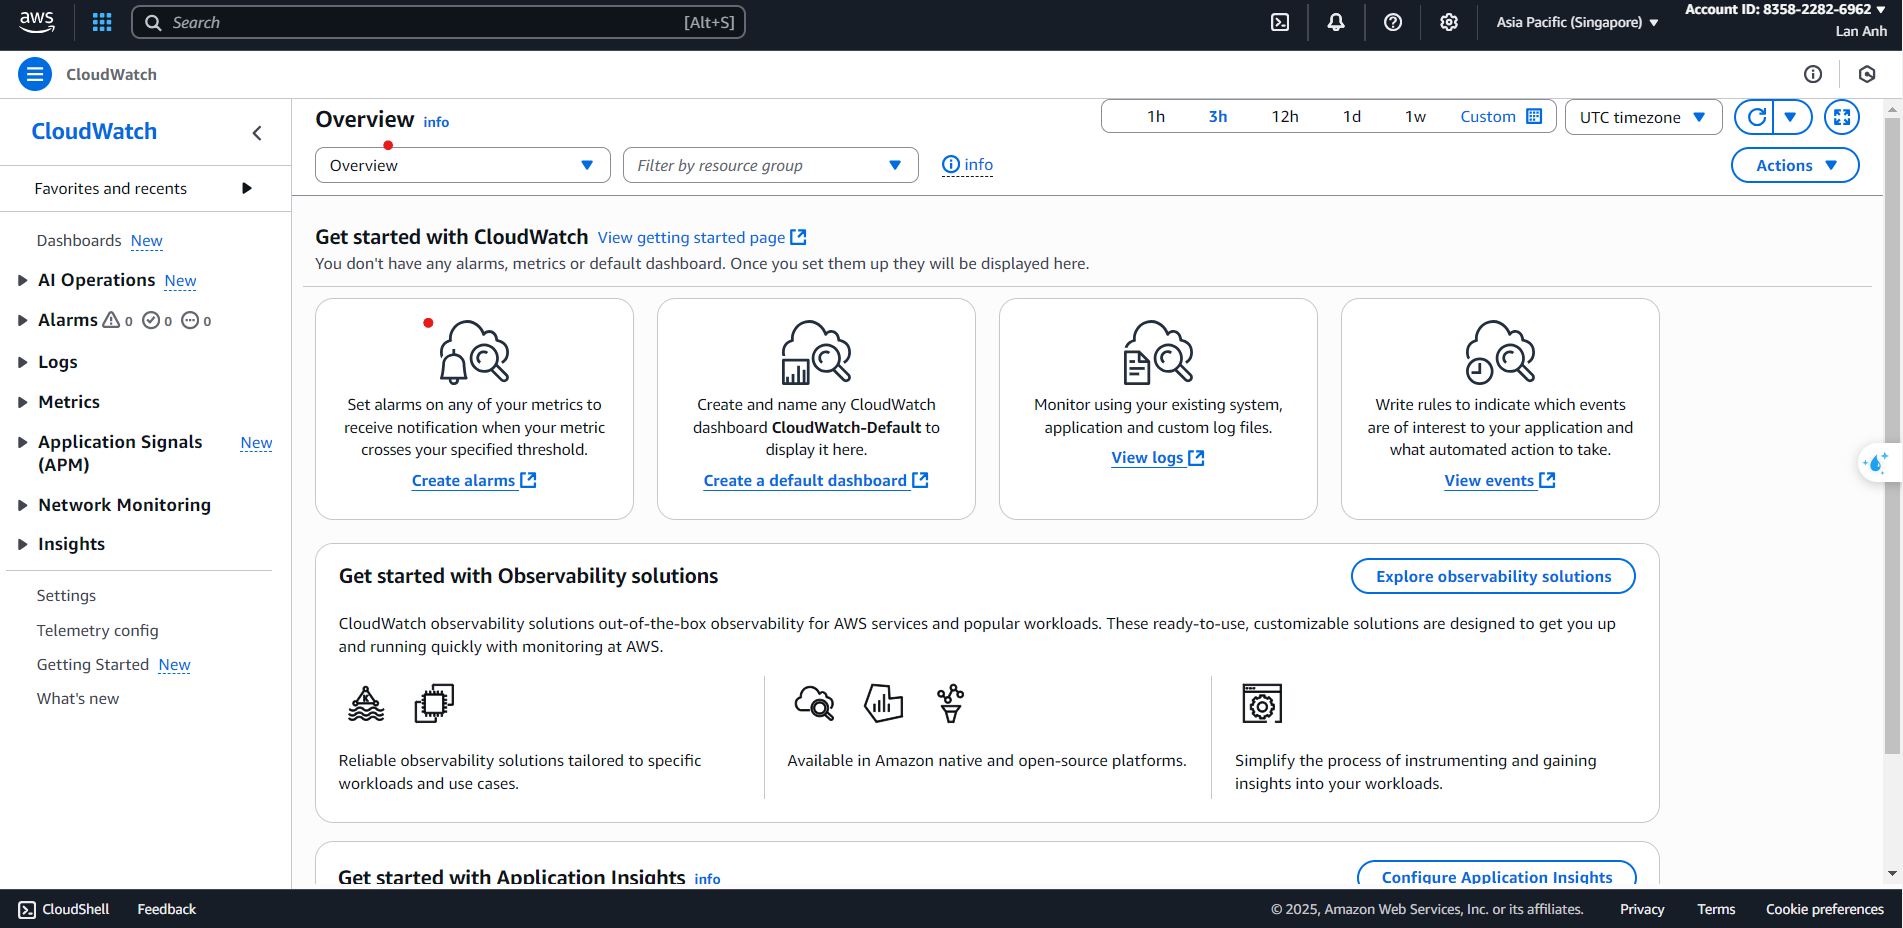 aws
Search [Alt+S]
Asia Pacific (Singapore)
Account ID: 8358-2282-6962
Lan Anh
CloudWatch
CloudWatch
Favorites and recents
Dashboards New
AI Operations New
Alarms 0 0 0
Logs
Metrics
Application Signals New
(APM)
Network Monitoring
Insights
Settings
Telemetry config
Getting Started New
What's new
Overview info
1h 3h 12h 1d 1w Custom
UTC timezone
Overview
Filter by resource group
info
Actions
Get started with CloudWatch View getting started page
You don't have any alarms, metrics or default dashboard. Once you set them up they will be displayed here.
Set alarms on any of your metrics to
receive notification when your metric
crosses your specified threshold.
Create alarms
Create and name any CloudWatch
dashboard CloudWatch-Default to
display it here.
Create a default dashboard
Monitor using your existing system,
application and custom log files.
View logs
Write rules to indicate which events
are of interest to your application and
what automated action to take.
View events
Get started with Observability solutions
Explore observability solutions
CloudWatch observability solutions out-of-the-box observability for AWS services and popular workloads. These ready-to-use, customizable solutions are designed to get you up
and running quickly with monitoring at AWS.
Reliable observability solutions tailored to specific
workloads and use cases.
Available in Amazon native and open-source platforms.
Simplify the process of instrumenting and gaining
insights into your workloads.
Get started with Application Insights info
Configure Application Insights
CloudShell Feedback
© 2025, Amazon Web Services, Inc. or its affiliates. Privacy Terms Cookie preferences